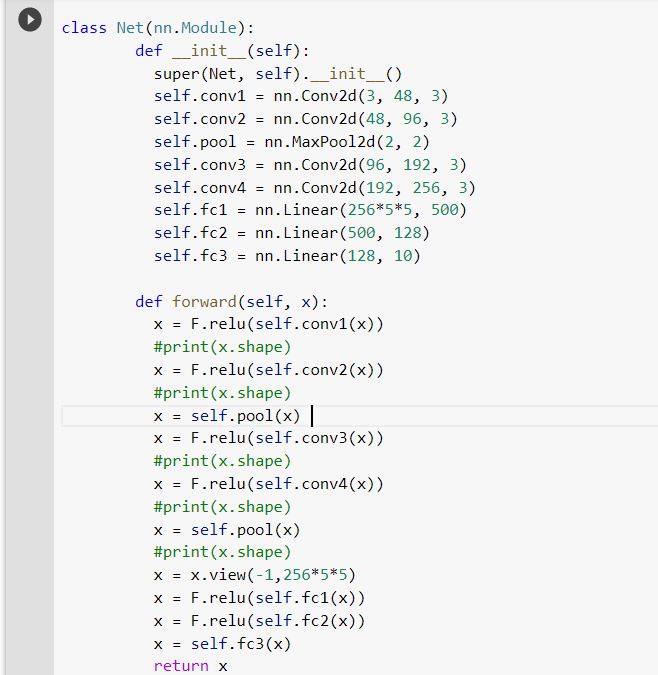 class Net(nn.Module):
def __init__(self):
super(Net, self).__init__()
self.conv1 = nn.Conv2d(3, 48, 3)
self.conv2 = nn.Conv2d(48, 96, 3)
self.pool = nn.MaxPool2d(2, 2)
self.conv3 = nn.Conv2d(96, 192, 3)
self.conv4 = nn.Conv2d(192, 256, 3)
self.fc1 = nn.Linear(256*5*5, 500)
self.fc2 = nn.Linear(500, 128)
self.fc3 = nn.Linear(128, 10)
def forward(self, x):
x = F.relu(self.conv1(x))
#print(x.shape)
x = F.relu(self.conv2(x))
#print(x.shape)
x = self.pool(x)
x = F.relu(self.conv3(x))
#print(x.shape)
x = F.relu(self.conv4(x))
#print(x.shape)
x = self.pool(x)
#print(x.shape)
x = x.view(-1,256*5*5)
x = F.relu(self.fc1(x))
x = F.relu(self.fc2(x))
x = self.fc3(x)
return x